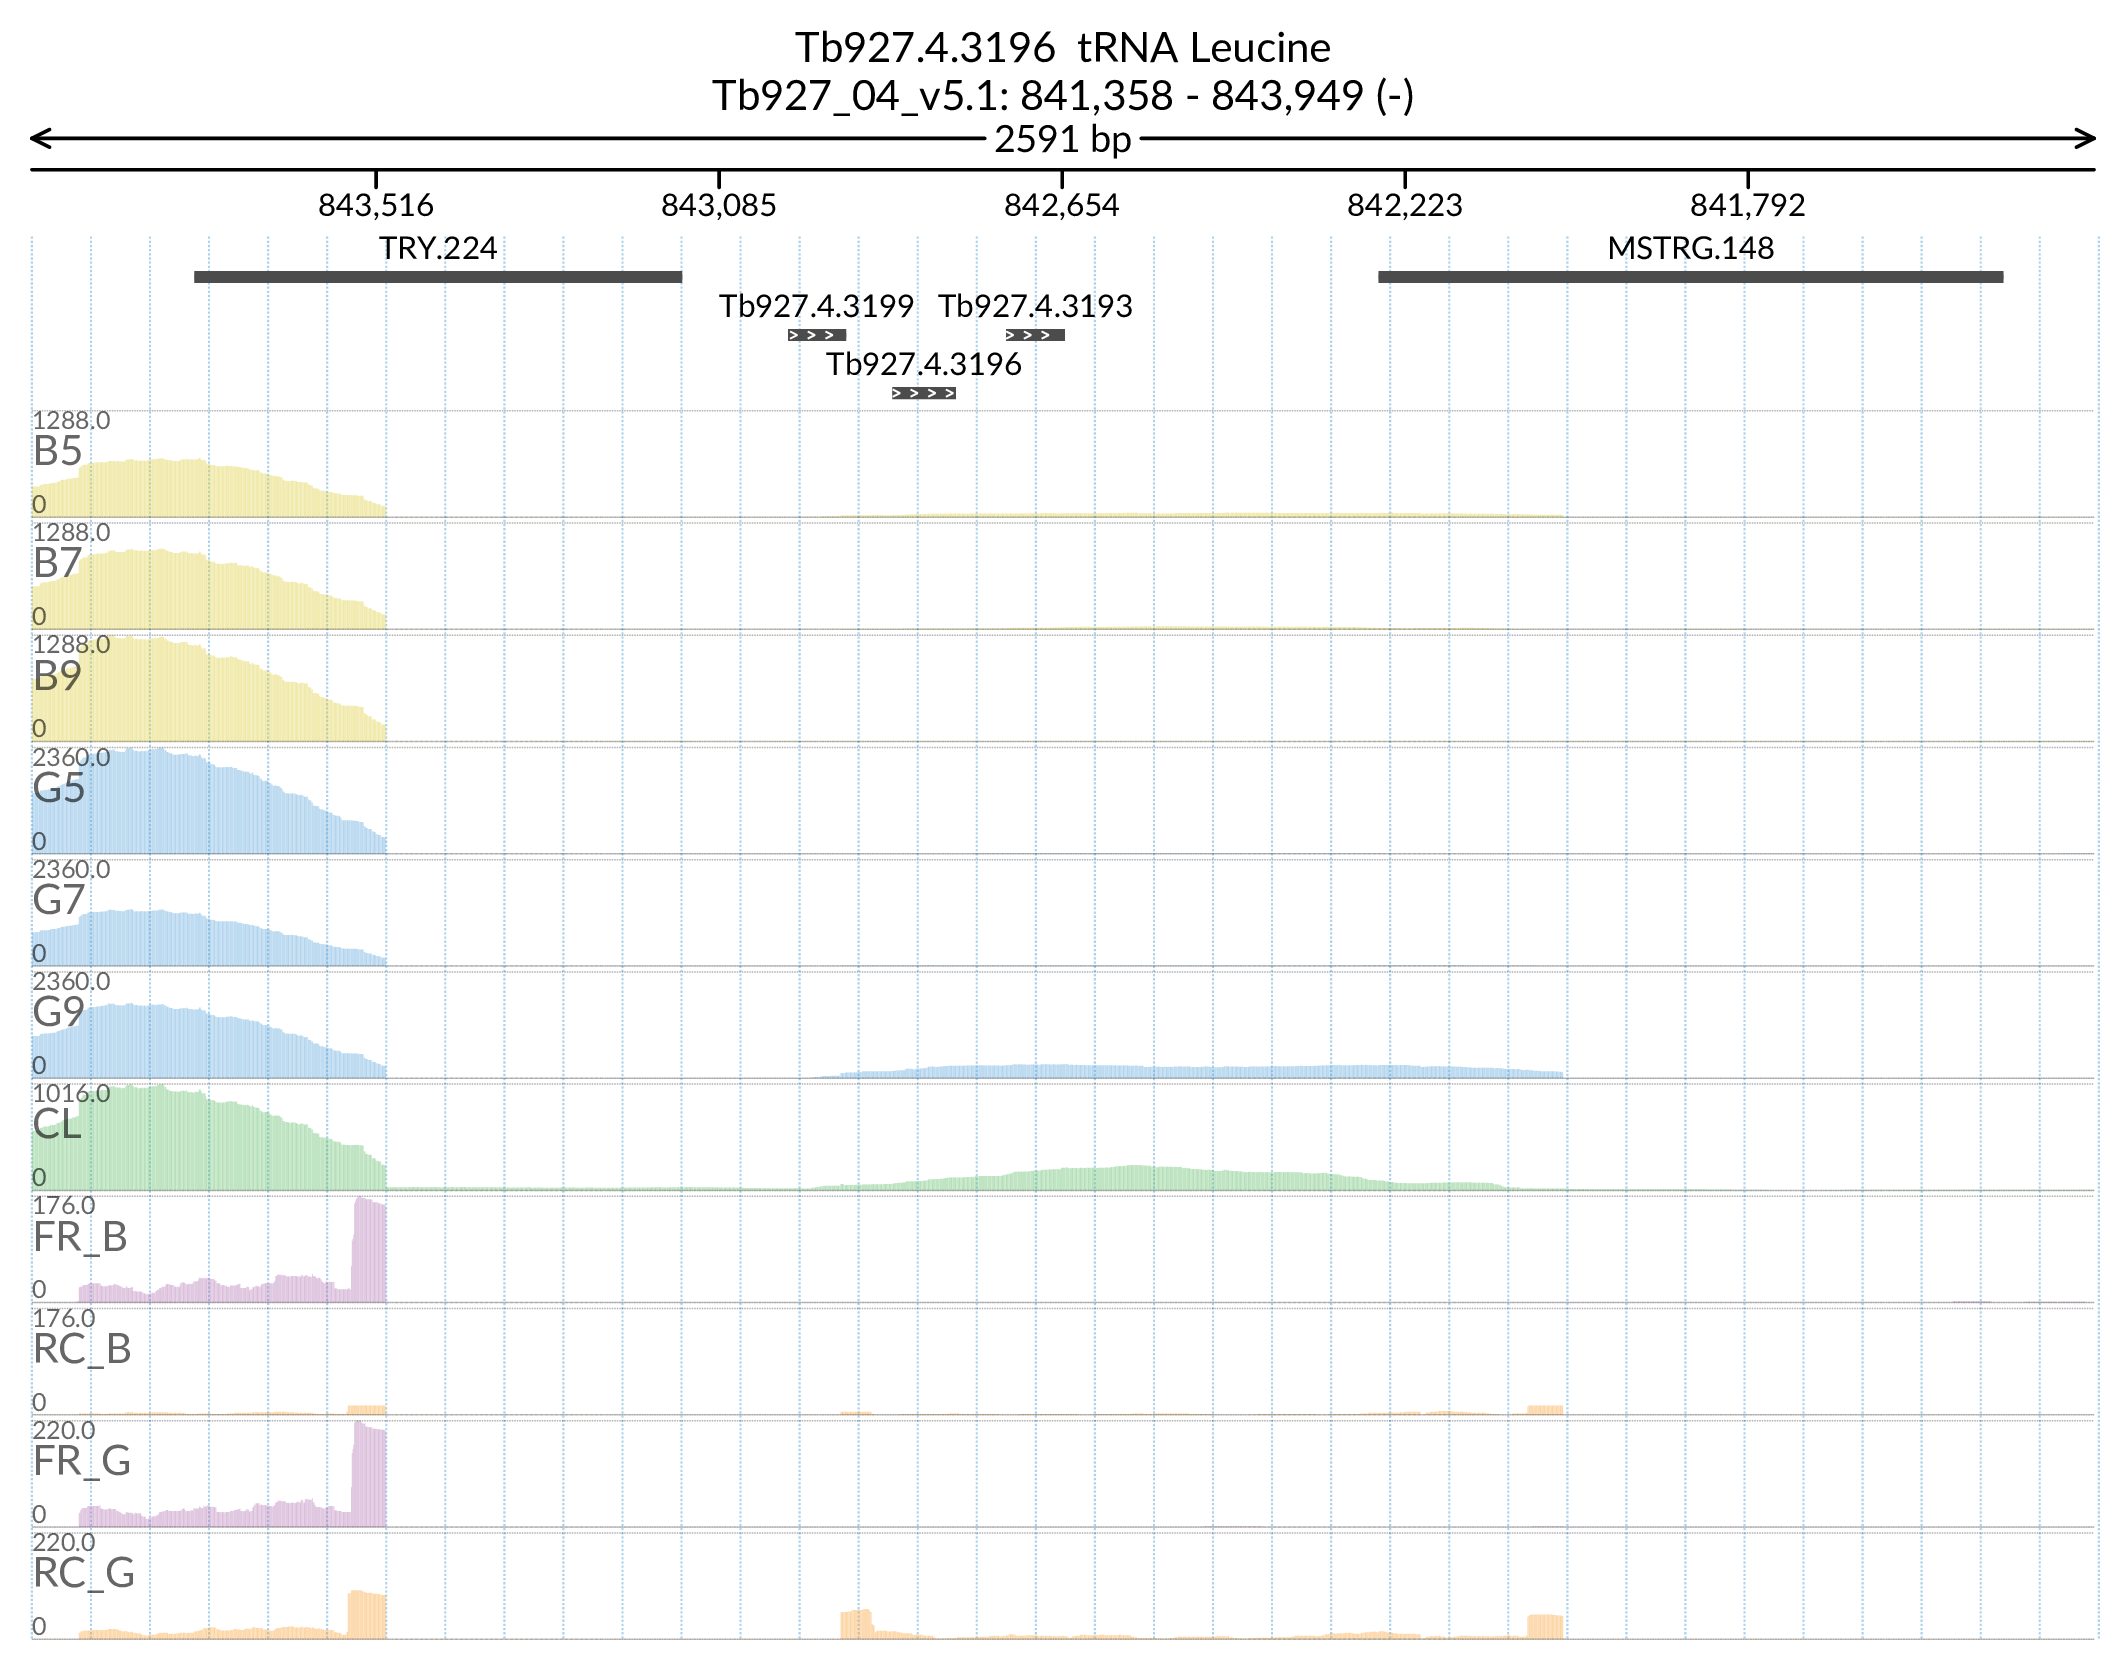 Tb927.4.3196  tRNA Leucine
Tb927_04_v5.1: 841,358 - 843,949 (-)
2591 bp
843,516 843,085 842,654 842,223 841,792
TRY.224 MSTRG.148
Tb927.4.3199 Tb927.4.3193
Tb927.4.3196
1288.0
B5
0
1288.0
B7
0
1288.0
B9
0
2360.0
G5
0
2360.0
G7
0
2360.0
G9
0
1016.0
CL
0
176.0
FR_B
0
176.0
RC_B
0
220.0
FR_G
0
220.0
RC_G
0